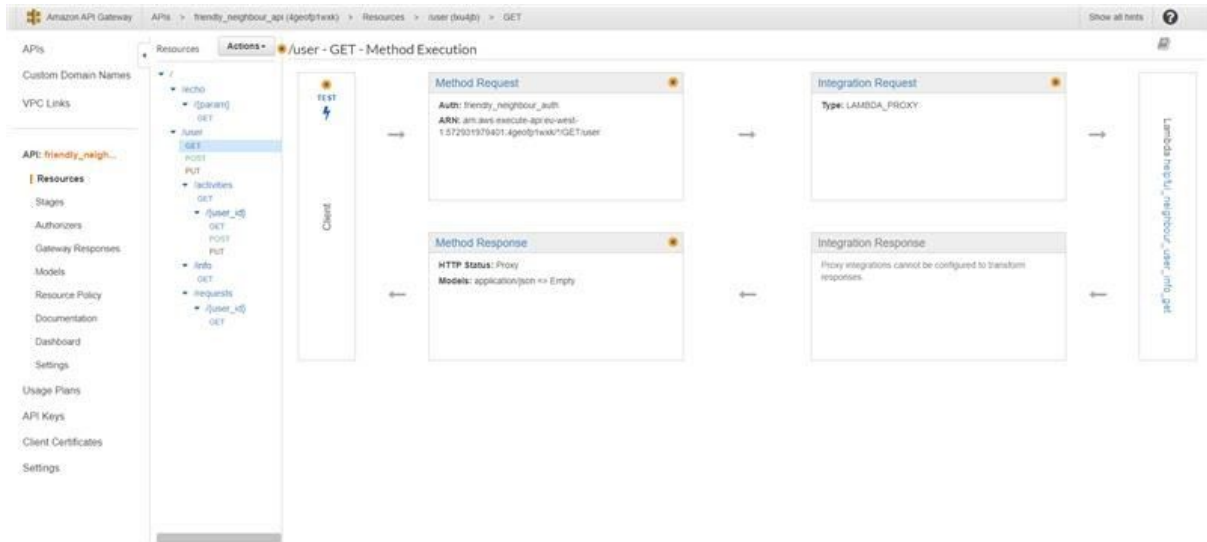 Amazon API Gateway
APIs > friendly_neighbour_api (4geofp1wxk) > Resources > /user (lxu4jb) > GET
Show all hints
?
APIs
Custom Domain Names
VPC Links
API: friendly_neigh...
Resources
Stages
Authorizers
Gateway Responses
Models
Resource Policy
Documentation
Dashboard
Settings
Usage Plans
API Keys
Client Certificates
Settings
Resources
Actions
/
/echo
/{param}
GET
/user
GET
POST
PUT
/activities
GET
/{user_id}
GET
POST
PUT
/info
GET
/requests
/{user_id}
GET
/user - GET - Method Execution
TEST
Client
Method Request
Auth: friendly_neighbour_auth
ARN: arn:aws:execute-api:eu-west-
1:572931979401:4geofp1wxk/*/GET/user
Integration Request
Type: LAMBDA_PROXY
Method Response
HTTP Status: Proxy
Models: application/json => Empty
Integration Response
Proxy integrations cannot be configured to transform
responses.
Lambda helpful_neighbour_user_info_get